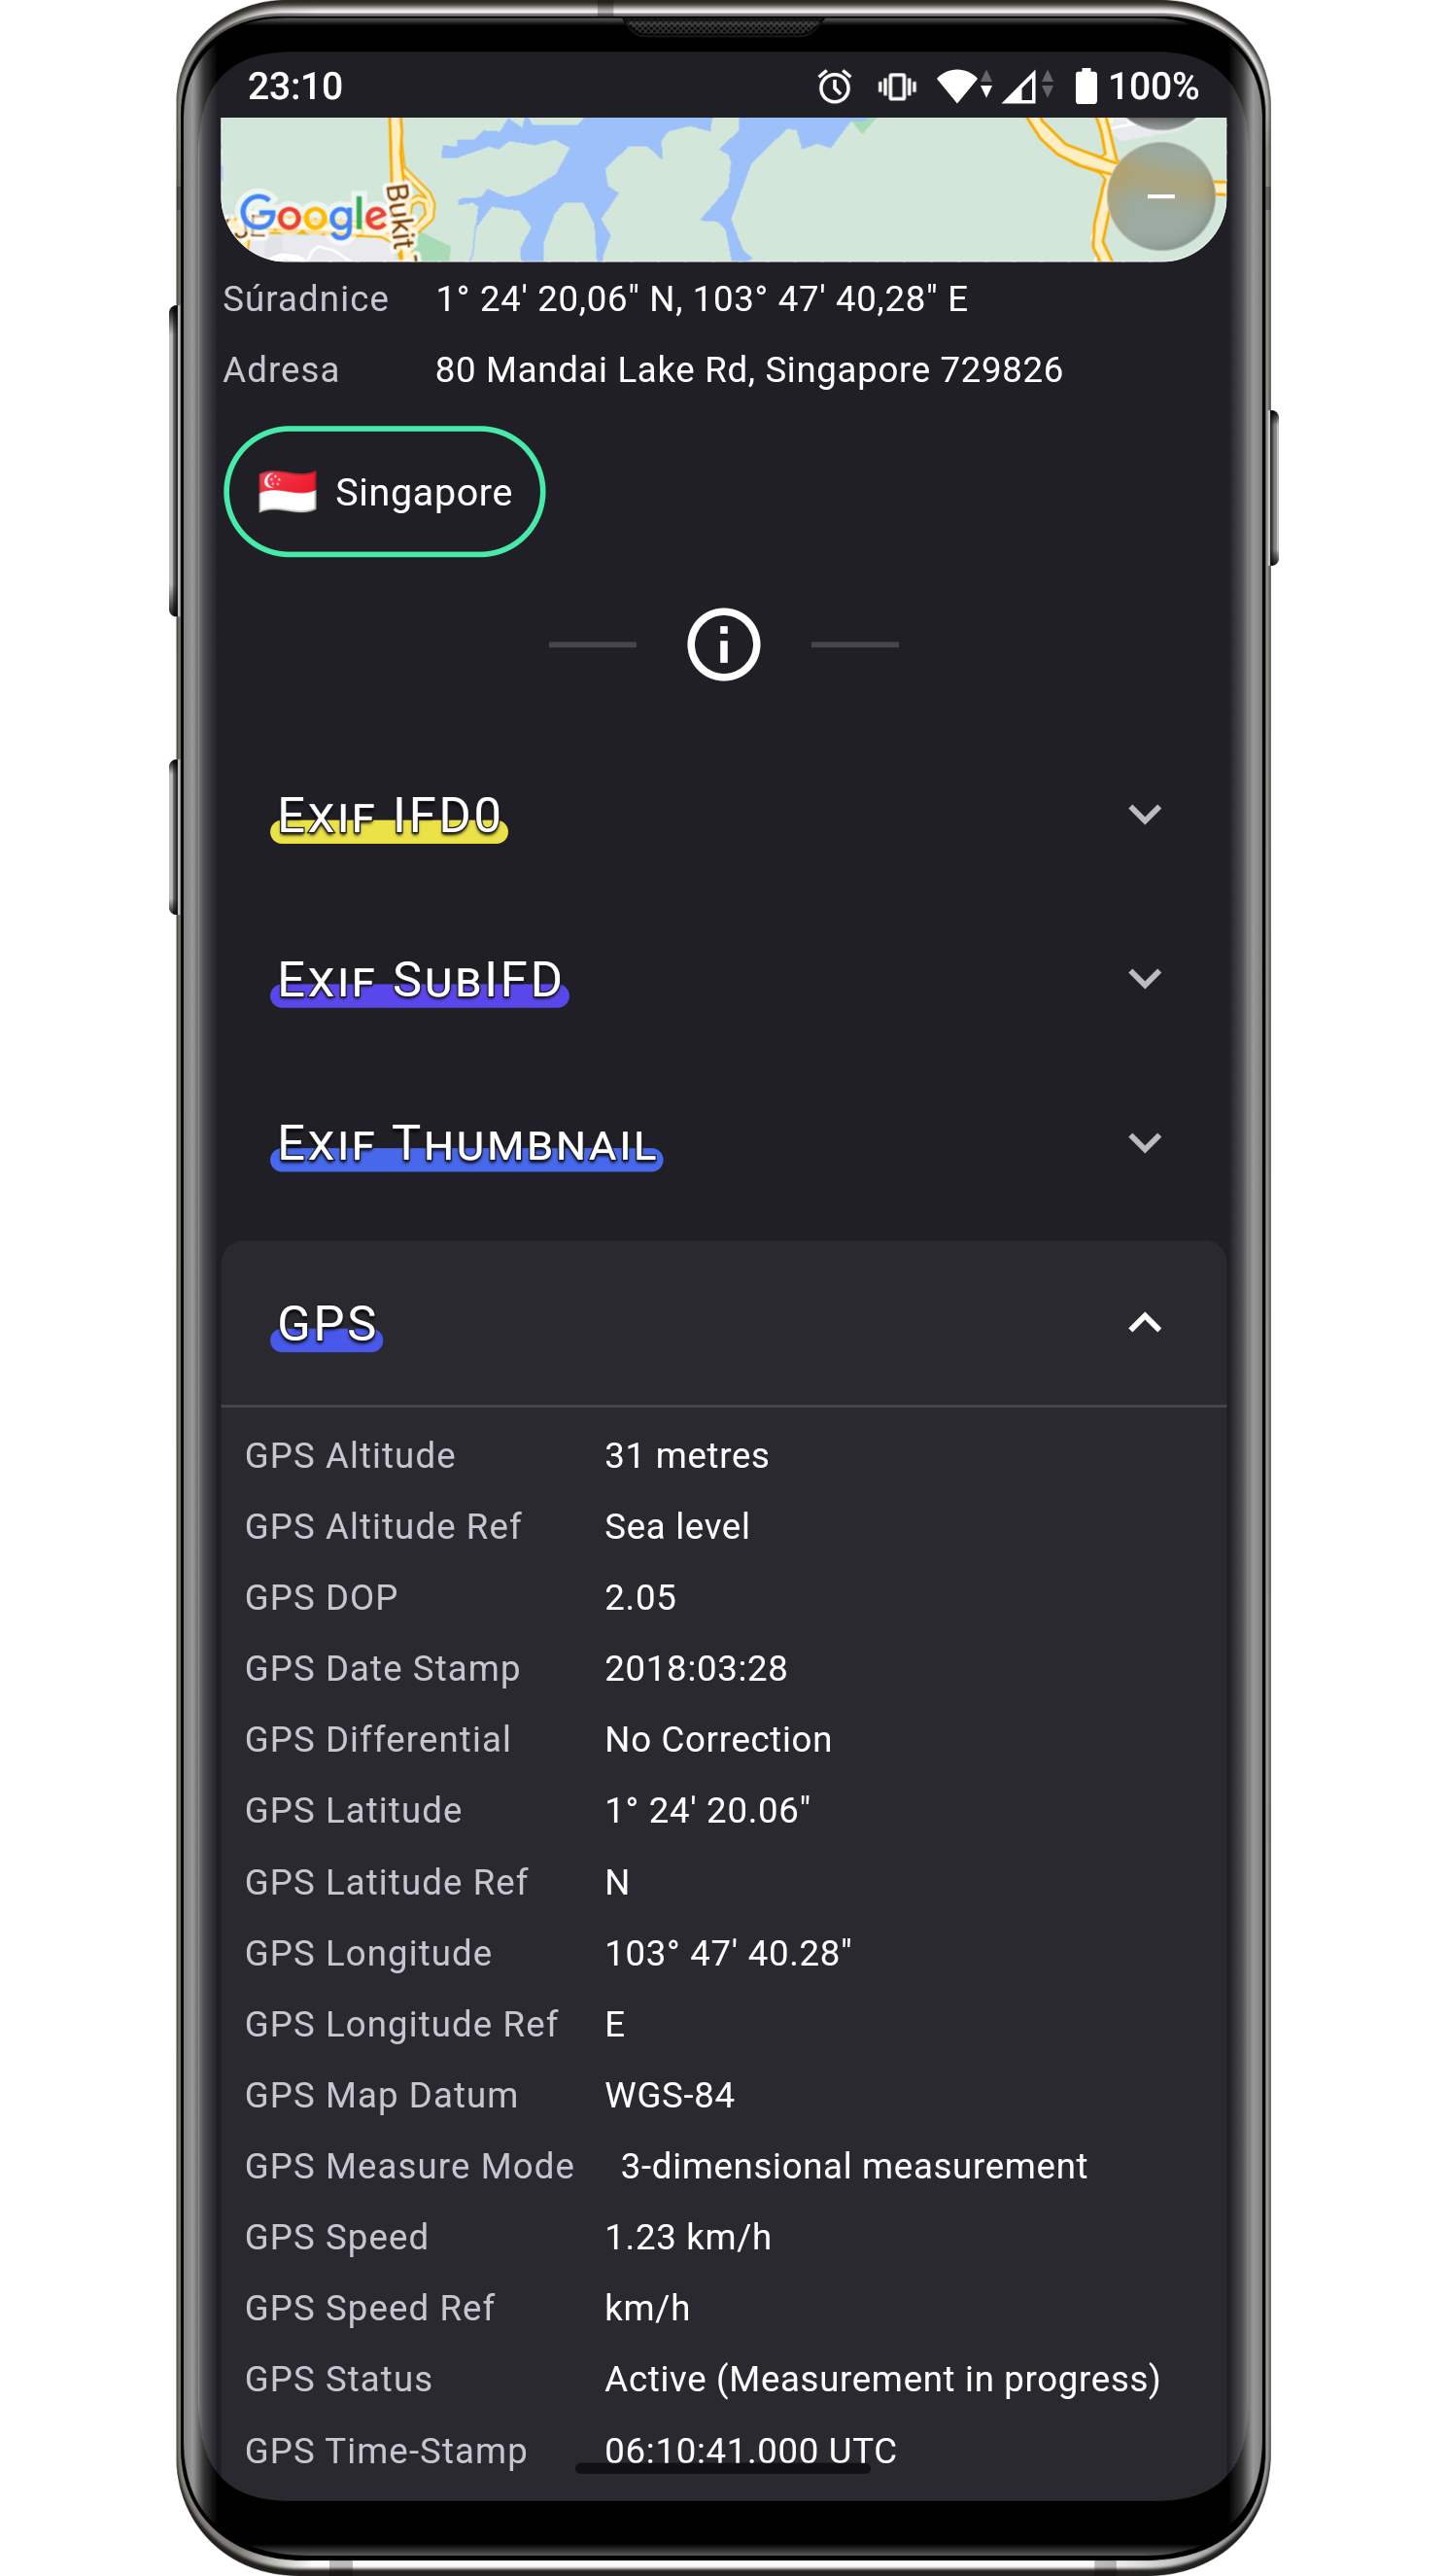 23:10 100%
Google
Bukit
Súradnice 1° 24' 20,06" N, 103° 47' 40,28" E
Adresa 80 Mandai Lake Rd, Singapore 729826
Singapore
Exif IFD0
Exif SubIFD
Exif Thumbnail
GPS
GPS Altitude 31 metres
GPS Altitude Ref Sea level
GPS DOP 2.05
GPS Date Stamp 2018:03:28
GPS Differential No Correction
GPS Latitude 1° 24' 20.06"
GPS Latitude Ref N
GPS Longitude 103° 47' 40.28"
GPS Longitude Ref E
GPS Map Datum WGS-84
GPS Measure Mode 3-dimensional measurement
GPS Speed 1.23 km/h
GPS Speed Ref km/h
GPS Status Active (Measurement in progress)
GPS Time-Stamp 06:10:41.000 UTC